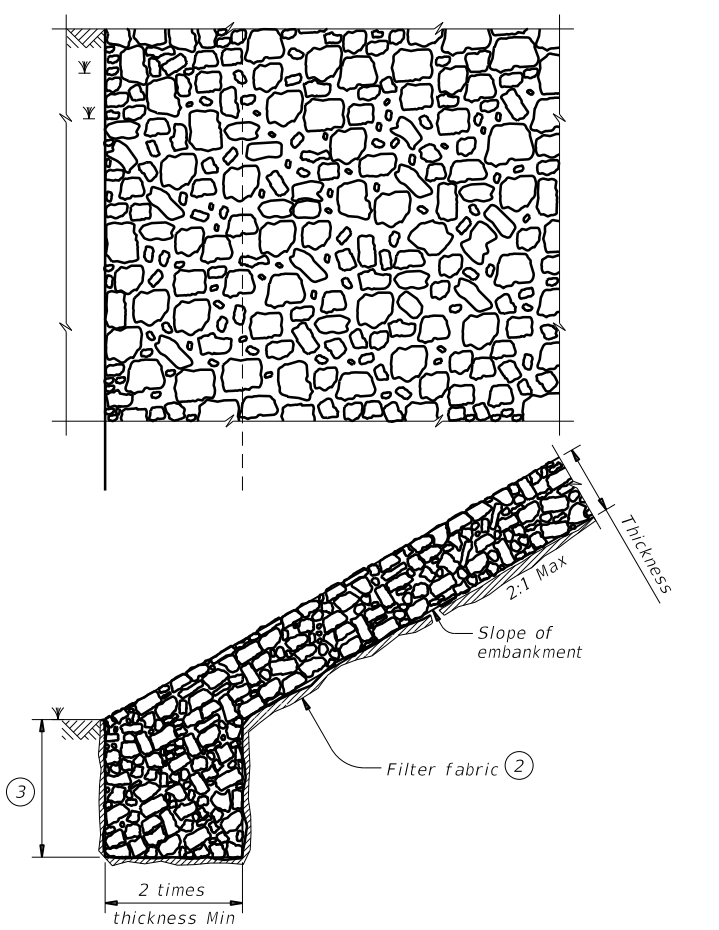 Thickness
2:1 Max
Slope of
embankment
Filter fabric 2
3
2 times
thickness Min